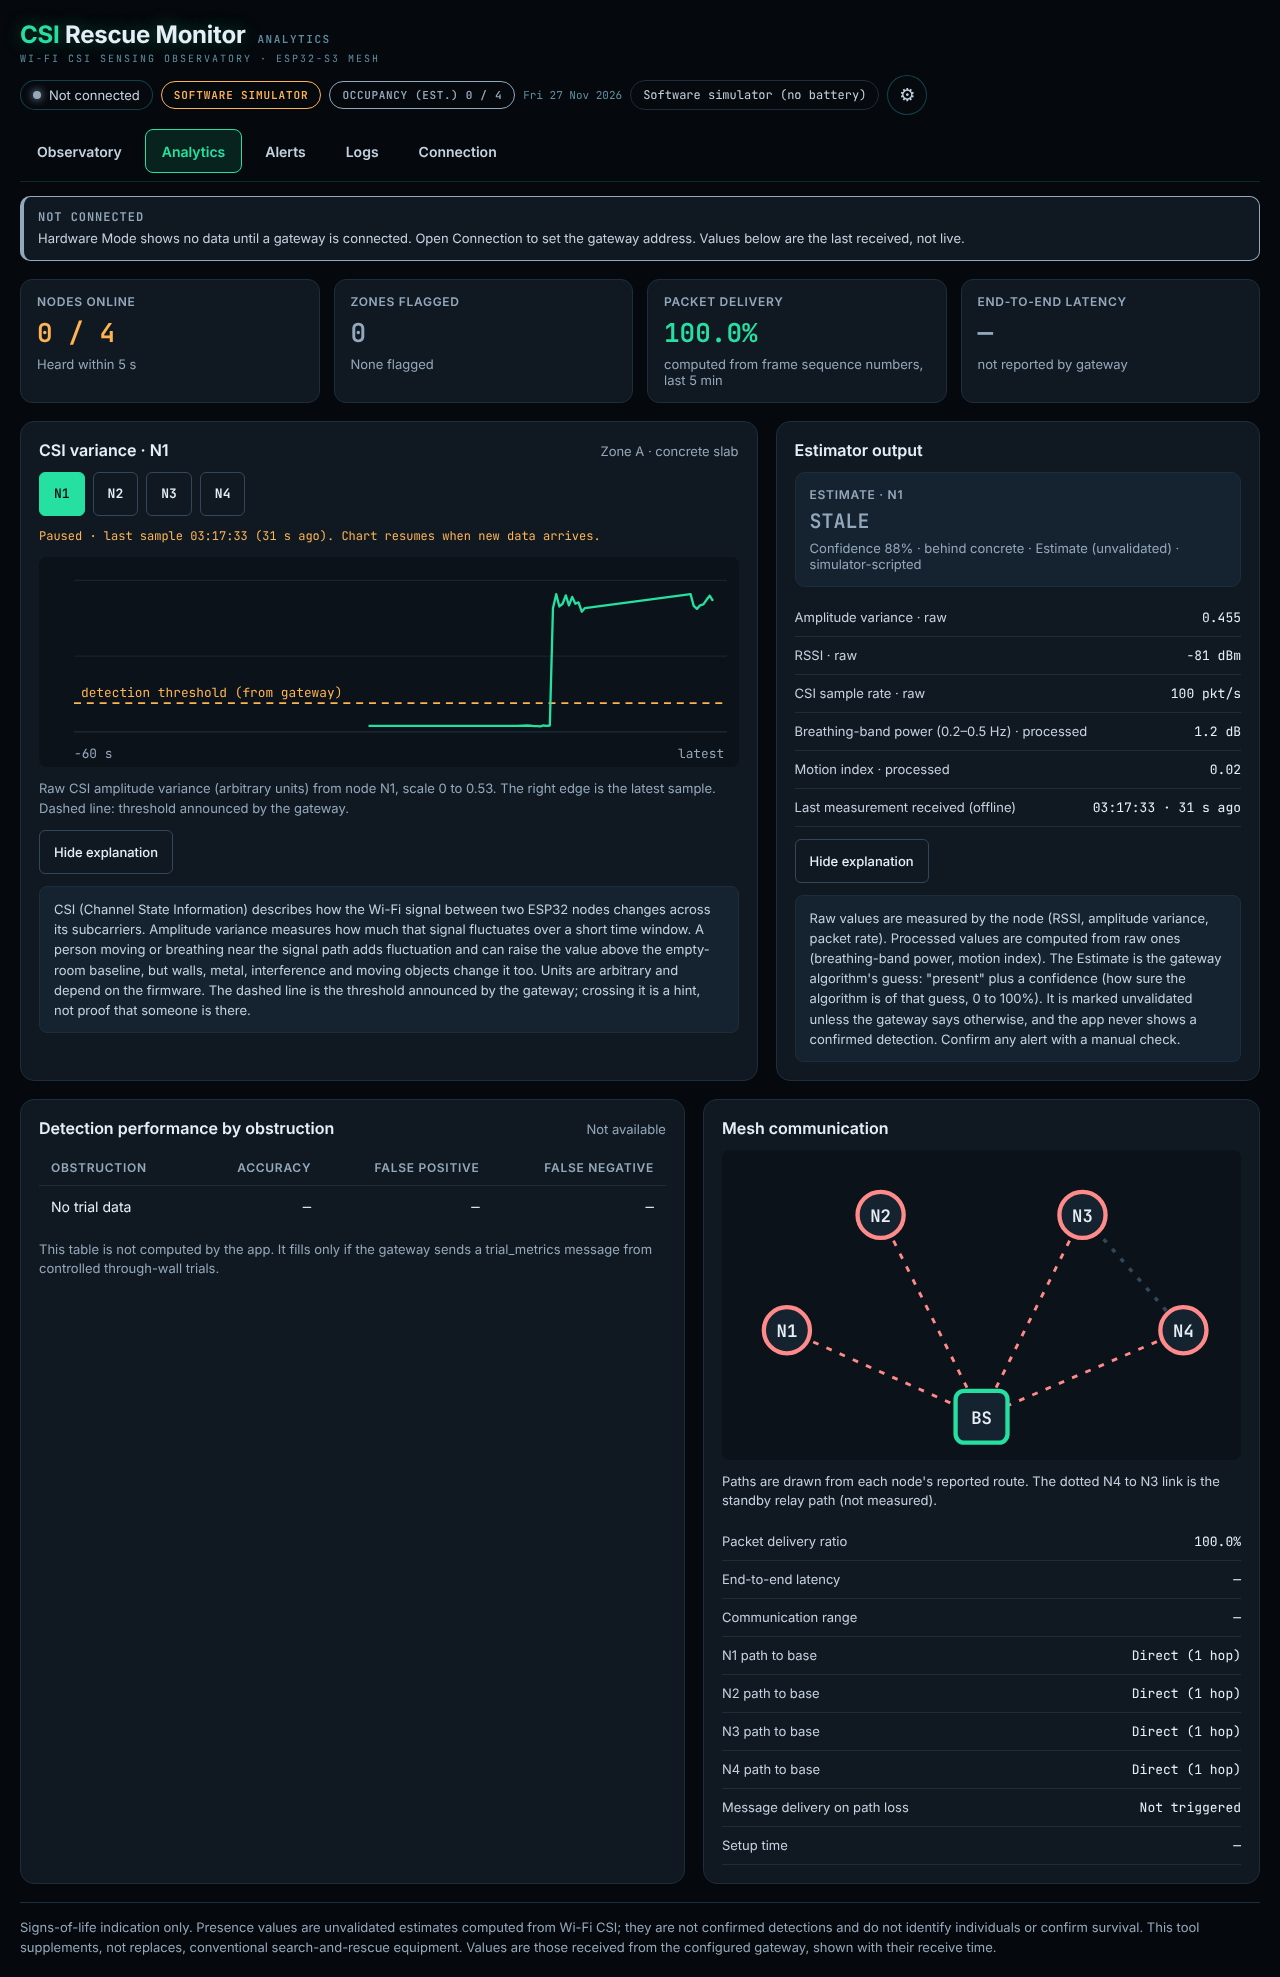 CSI Rescue Monitor ANALYTICS
WI-FI CSI SENSING OBSERVATORY · ESP32-S3 MESH
Not connected SOFTWARE SIMULATOR OCCUPANCY (EST.) 0 / 4 Fri 27 Nov 2026 Software simulator (no battery) ⚙
Observatory Analytics Alerts Logs Connection
NOT CONNECTED
Hardware Mode shows no data until a gateway is connected. Open Connection to set the gateway address. Values below are the last received, not live.
NODES ONLINE
0 / 4
Heard within 5 s
ZONES FLAGGED
0
None flagged
PACKET DELIVERY
100.0%
computed from frame sequence numbers,
last 5 min
END-TO-END LATENCY
—
not reported by gateway
CSI variance · N1 Zone A · concrete slab
N1 N2 N3 N4
Paused · last sample 03:17:33 (31 s ago). Chart resumes when new data arrives.
detection threshold (from gateway)
-60 s latest
Raw CSI amplitude variance (arbitrary units) from node N1, scale 0 to 0.53. The right edge is the latest sample.
Dashed line: threshold announced by the gateway.
Hide explanation
CSI (Channel State Information) describes how the Wi-Fi signal between two ESP32 nodes changes across
its subcarriers. Amplitude variance measures how much that signal fluctuates over a short time window. A
person moving or breathing near the signal path adds fluctuation and can raise the value above the empty-
room baseline, but walls, metal, interference and moving objects change it too. Units are arbitrary and
depend on the firmware. The dashed line is the threshold announced by the gateway; crossing it is a hint,
not proof that someone is there.
Estimator output
ESTIMATE · N1
STALE
Confidence 88% · behind concrete · Estimate (unvalidated) ·
simulator-scripted
Amplitude variance · raw 0.455
RSSI · raw -81 dBm
CSI sample rate · raw 100 pkt/s
Breathing-band power (0.2–0.5 Hz) · processed 1.2 dB
Motion index · processed 0.02
Last measurement received (offline) 03:17:33 · 31 s ago
Hide explanation
Raw values are measured by the node (RSSI, amplitude variance,
packet rate). Processed values are computed from raw ones
(breathing-band power, motion index). The Estimate is the gateway
algorithm's guess: "present" plus a confidence (how sure the
algorithm is of that guess, 0 to 100%). It is marked unvalidated
unless the gateway says otherwise, and the app never shows a
confirmed detection. Confirm any alert with a manual check.
Detection performance by obstruction Not available
OBSTRUCTION ACCURACY FALSE POSITIVE FALSE NEGATIVE
No trial data — — —
This table is not computed by the app. It fills only if the gateway sends a trial_metrics message from
controlled through-wall trials.
Mesh communication
N2 N3
N1 N4
BS
Paths are drawn from each node's reported route. The dotted N4 to N3 link is the
standby relay path (not measured).
Packet delivery ratio 100.0%
End-to-end latency —
Communication range —
N1 path to base Direct (1 hop)
N2 path to base Direct (1 hop)
N3 path to base Direct (1 hop)
N4 path to base Direct (1 hop)
Message delivery on path loss Not triggered
Setup time —
Signs-of-life indication only. Presence values are unvalidated estimates computed from Wi-Fi CSI; they are not confirmed detections and do not identify individuals or confirm survival. This tool
supplements, not replaces, conventional search-and-rescue equipment. Values are those received from the configured gateway, shown with their receive time.